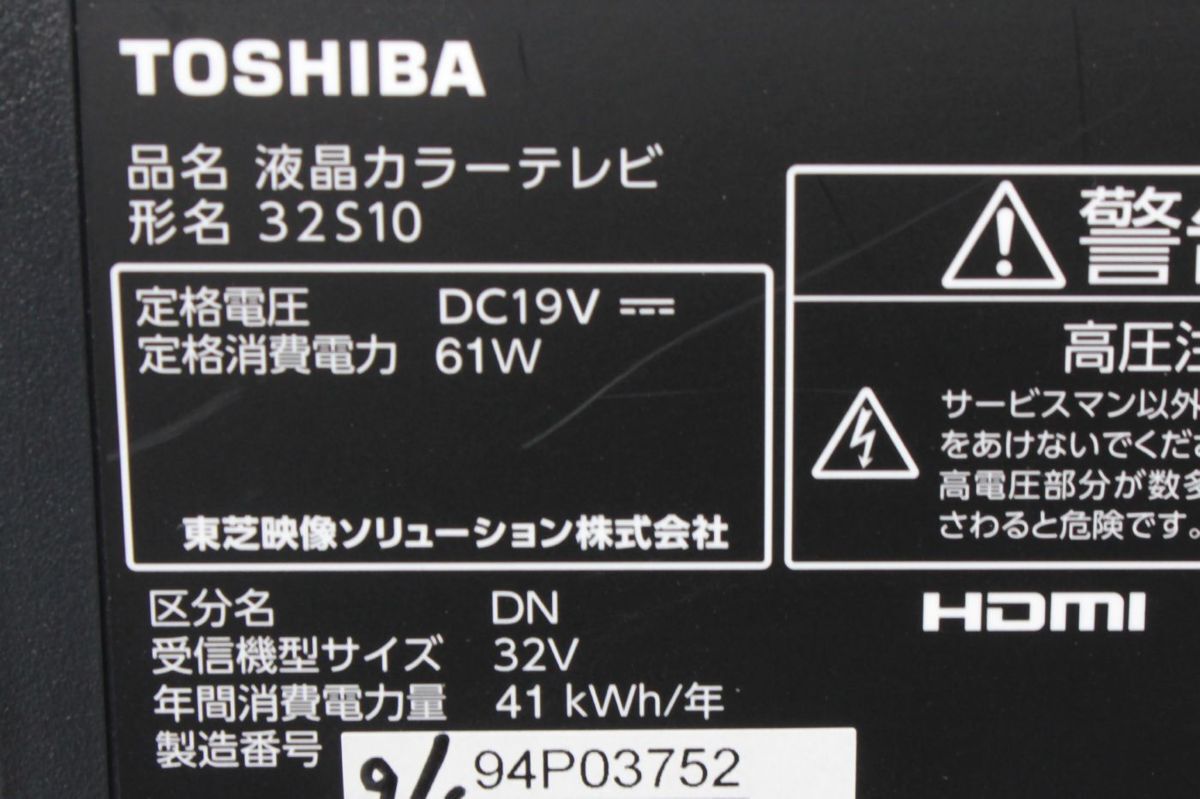 TOSHIBA
品名 液晶カラーテレビ
形名 32S10
定格電圧 DC19V ⎓
定格消費電力 61W
東芝映像ソリューション株式会社
区分名 DN
受信機型サイズ 32V
年間消費電力量 41 kWh/年
製造番号 94P03752
警
高圧注
サービスマン以外
をあけないでくださ
高電圧部分が数多
さわると危険です。
HDMI